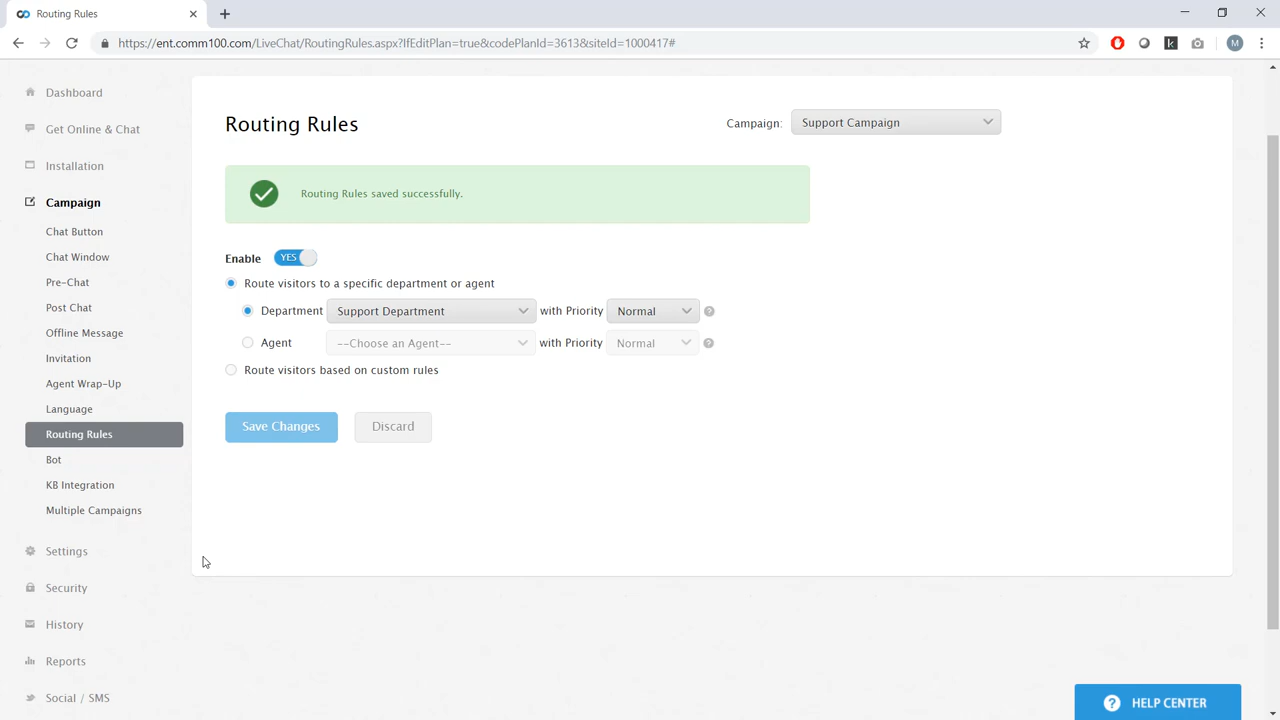 Routing Rules
https://ent.comm100.com/LiveChat/RoutingRules.aspx?IfEditPlan=true&codePlanId=3613&siteId=1000417#
k
M
Dashboard
Get Online & Chat
Installation
Campaign
Chat Button
Chat Window
Pre-Chat
Post Chat
Offline Message
Invitation
Agent Wrap-Up
Language
Routing Rules
Bot
KB Integration
Multiple Campaigns
Settings
Security
History
Reports
Social / SMS
Routing Rules
Campaign: Support Campaign
Routing Rules saved successfully.
Enable YES
Route visitors to a specific department or agent
Department Support Department with Priority Normal ?
Agent --Choose an Agent-- with Priority Normal ?
Route visitors based on custom rules
Save Changes Discard
? HELP CENTER